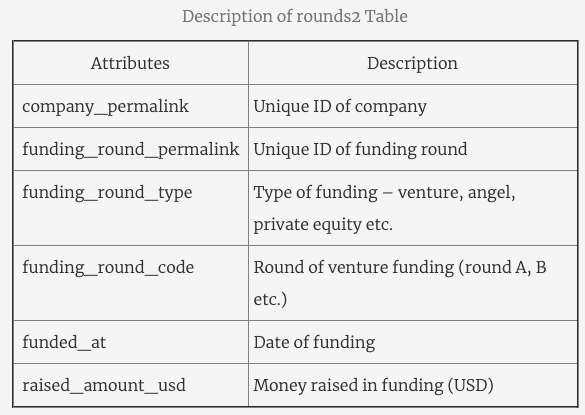 Description of rounds2 Table
Attributes Description
company_permalink Unique ID of company
funding_round_permalink Unique ID of funding round
funding_round_type Type of funding – venture, angel,
private equity etc.
funding_round_code Round of venture funding (round A, B
etc.)
funded_at Date of funding
raised_amount_usd Money raised in funding (USD)